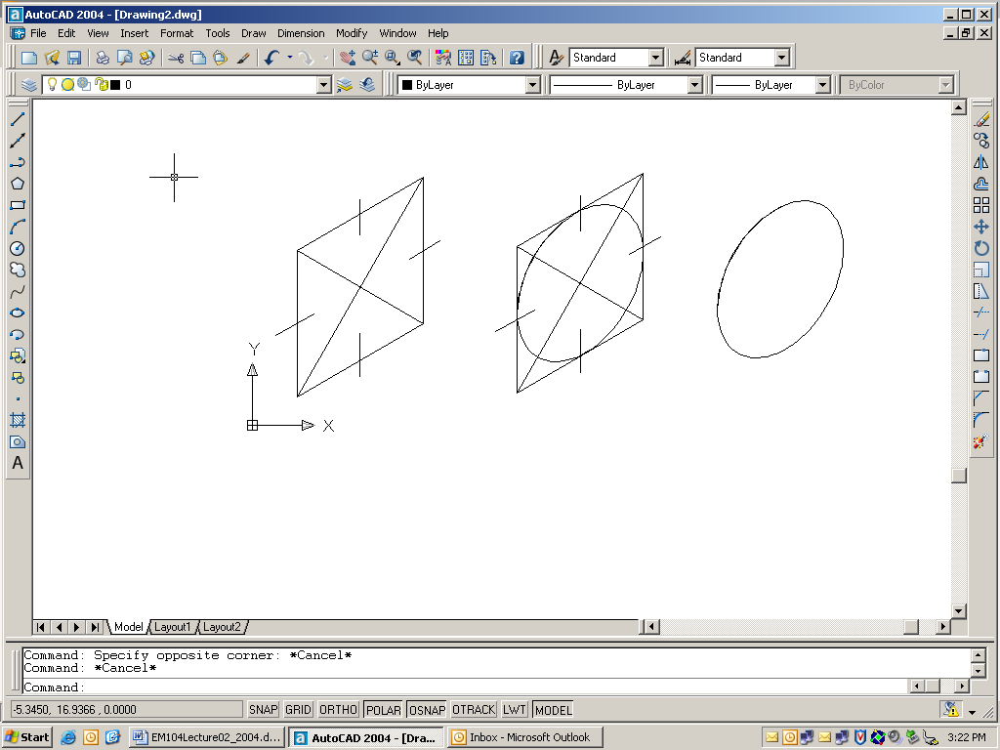 AutoCAD 2004 - [Drawing2.dwg]
File Edit View Insert Format Tools Draw Dimension Modify Window Help
Standard Standard
0 ByLayer ByLayer ByLayer ByColor
A
Y
X
Model Layout1 Layout2
Command: Specify opposite corner: *Cancel*
Command: *Cancel*
Command:
-5.3450, 16.9366 , 0.0000 SNAP GRID ORTHO POLAR OSNAP OTRACK LWT MODEL
Start EM104Lecture02_2004.d... AutoCAD 2004 - [Dra... Inbox - Microsoft Outlook 3:22 PM